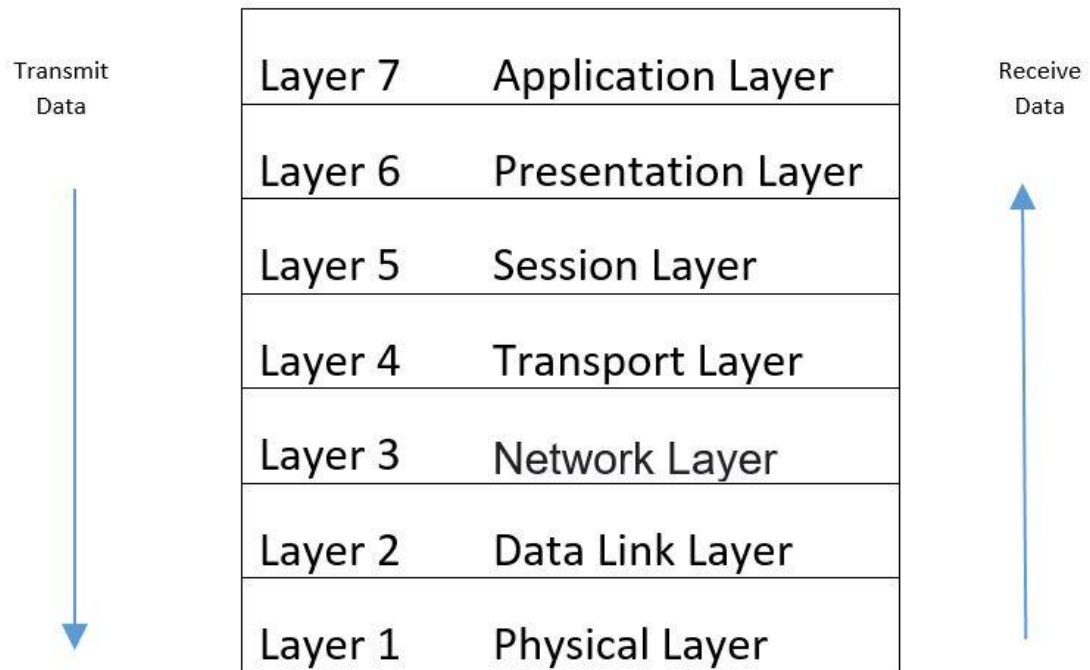 Transmit
Data
Layer 7 Application Layer
Layer 6 Presentation Layer
Layer 5 Session Layer
Layer 4 Transport Layer
Layer 3 Network Layer
Layer 2 Data Link Layer
Layer 1 Physical Layer
Receive
Data